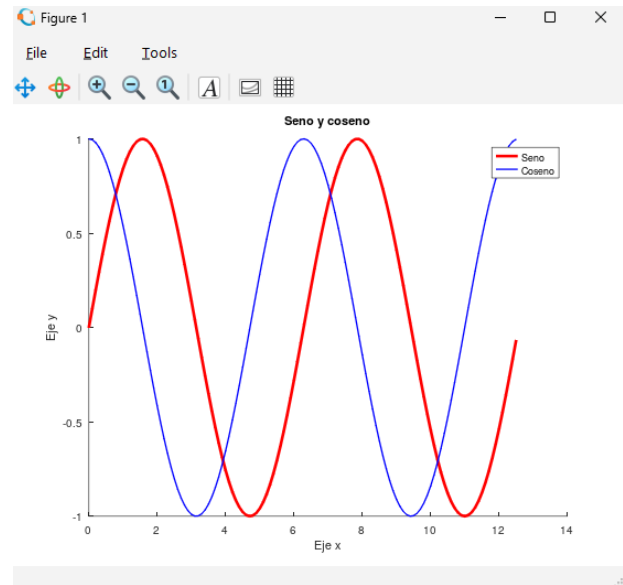 Figure 1
File Edit Tools
1 A
Seno y coseno
1
0.5
0
-0.5
-1
Eje y
Seno
Coseno
0 2 4 6 8 10 12 14
Eje x